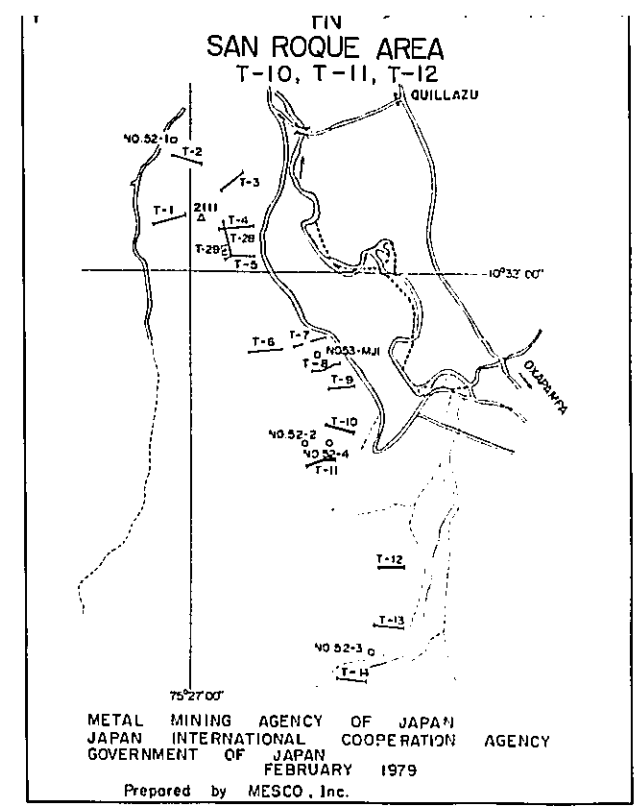 IN
SAN ROQUE AREA
T-10, T-11, T-12
QUILLAZU
NO.52-1
T-2
T-3
T-1
2111
T-4
T-28
T-29
T-5
10°32' 00"
T-6
T-7
NO53-MJ1
T-8
T-9
OXAPAMPA
T-10
NO.52-2
NO.52-4
T-11
T-12
T-13
NO.52-3
T-14
75°27'00"
METAL MINING AGENCY OF JAPAN
JAPAN INTERNATIONAL COOPERATION AGENCY
GOVERNMENT OF JAPAN
FEBRUARY 1979
Prepared by MESCO, Inc.